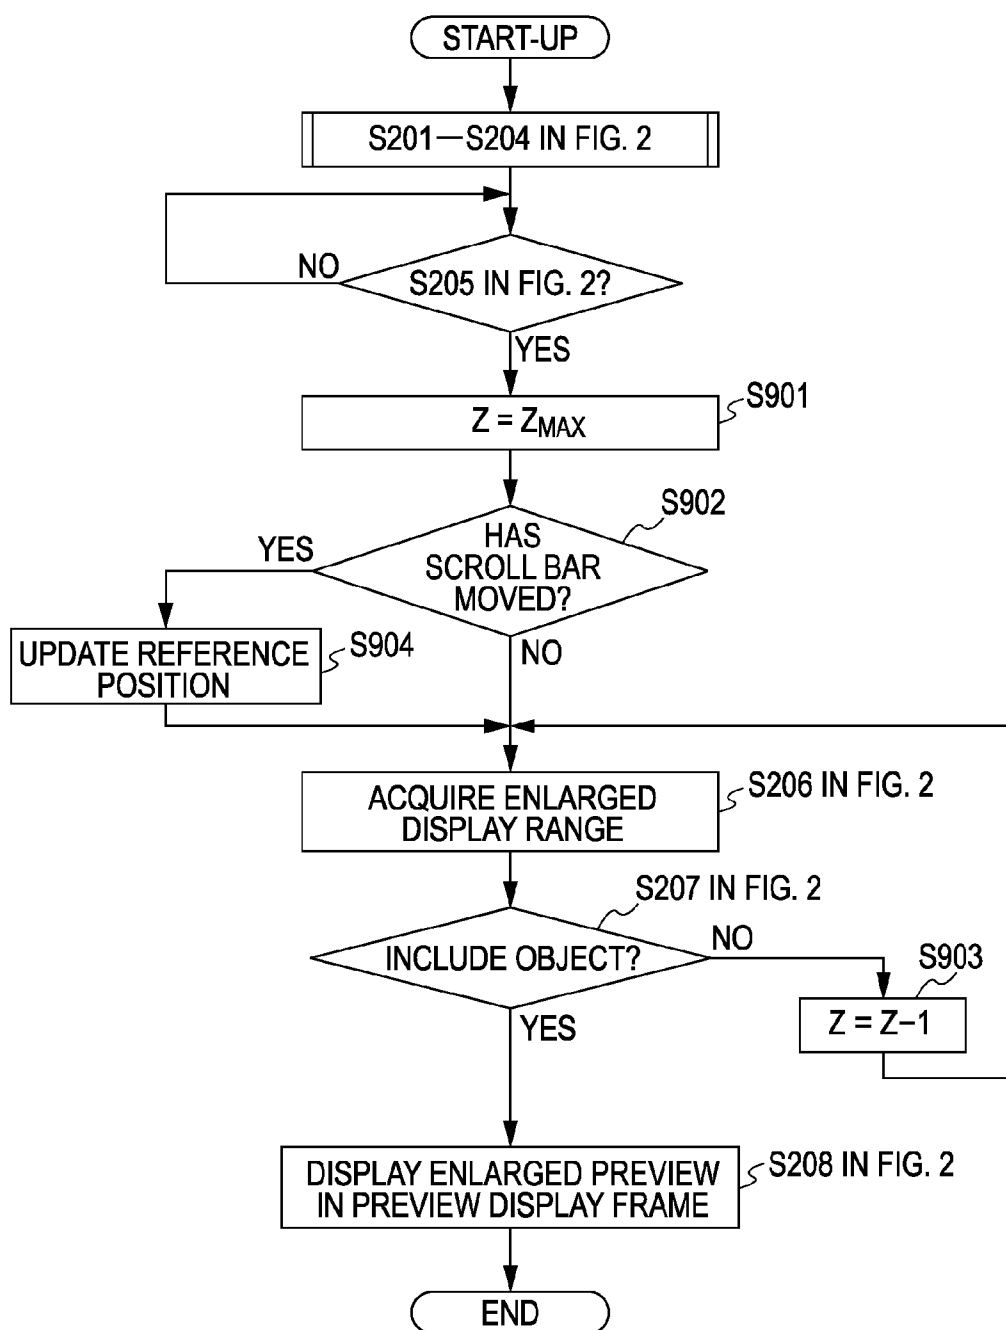 START-UP
S201—S204 IN FIG. 2
NO
S205 IN FIG. 2?
YES
S901
Z = ZMAX
S902
YES
HAS
SCROLL BAR
MOVED?
S904
UPDATE REFERENCE
POSITION
NO
S206 IN FIG. 2
ACQUIRE ENLARGED
DISPLAY RANGE
S207 IN FIG. 2
INCLUDE OBJECT?
NO
S903
Z = Z–1
YES
S208 IN FIG. 2
DISPLAY ENLARGED PREVIEW
IN PREVIEW DISPLAY FRAME
END